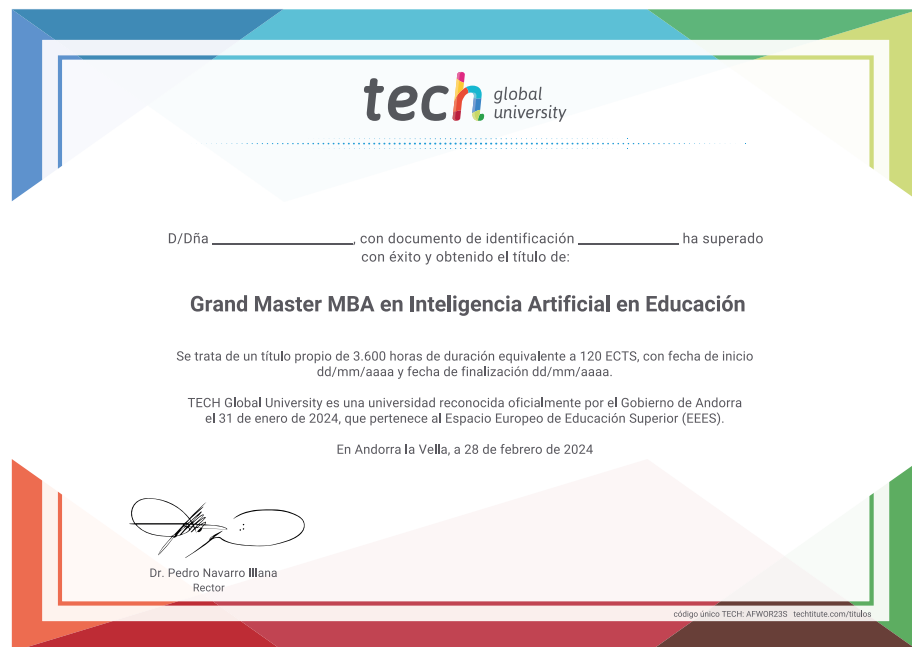 tech global university
D/Dña ____________________, con documento de identificación ______________ ha superado
con éxito y obtenido el título de:
Grand Master MBA en Inteligencia Artificial en Educación
Se trata de un título propio de 3.600 horas de duración equivalente a 120 ECTS, con fecha de inicio
dd/mm/aaaa y fecha de finalización dd/mm/aaaa.
TECH Global University es una universidad reconocida oficialmente por el Gobierno de Andorra
el 31 de enero de 2024, que pertenece al Espacio Europeo de Educación Superior (EEES).
En Andorra la Vella, a 28 de febrero de 2024
Dr. Pedro Navarro Illana
Rector
código único TECH: AFWOR23S techtitute.com/titulos